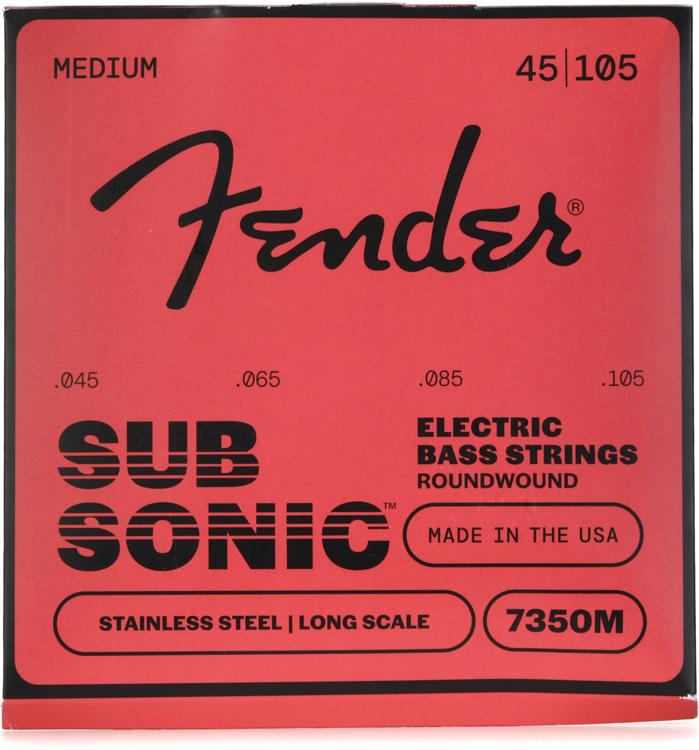 MEDIUM 45|105
Fender®
.045 .065 .085 .105
SUB
SONIC™
ELECTRIC
BASS STRINGS
ROUNDWOUND
MADE IN THE USA
STAINLESS STEEL | LONG SCALE
7350M